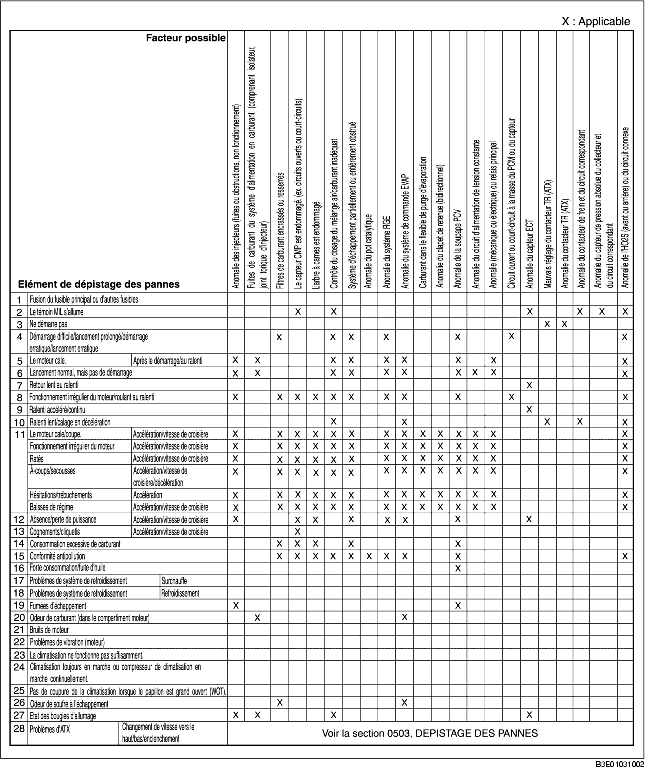 X : Applicable
Facteur possible
Elément de dépistage des pannes
Anomalie des injecteurs (fuites ou obstructions, non fonctionnement)
Fuites de carburant du système d'alimentation en carburant (comprenant isolateur,
joint torique d'injecteur)
Filtres de carburant encrassés ou resserrés
Le capteur CMP est endommagé. (ex: circuits ouverts ou court-circuits)
L'arbre à cames est endommagé
Contrôle du dosage du mélange air/carburant inadéquat
Système d'échappement partiellement ou entièrement obstrué
Anomalie du pot catalytique
Anomalie du système RGE
Anomalie du système de commande EVAP
Carburant dans le flexible de purge d'évaporation
Anomalie du clapet de retenue (bidirectionnel)
Anomalie de la soupape PCV
Anomalie du circuit d'alimentation de tension constante
Anomalie (mécanique ou électrique) ou relais principal
Circuit ouvert ou court-circuit à la masse du PCM ou du capteur
Anomalie du capteur ECT
Mauvais réglage du contacteur TR (ATX)
Anomalie du contacteur TR (ATX)
Anomalie du contacteur de frein et du circuit correspondant
Anomalie du capteur de pression absolue du collecteur et
du circuit correspondant.
Anomalie de l'HO2S (avant ou arrière) ou du circuit connexe
1 Fusion du fusible principal ou d'autres fusibles
2 Le témoin MIL s'allume X X X X X X
3 Ne démarre pas X X
4 Démarrage difficile/lancement prolongé/démarrage X X X X X X X
erratique/lancement erratique
5 Le moteur cale. Après le démarrage/au ralenti X X X X X X X X X
6 Lancement normal, mais pas de démarrage X X X X X X X X X X
7 Retour lent au ralenti X
8 Fonctionnement irrégulier du moteur/roulant au ralenti X X X X X X X X X X X
9 Ralenti accéléré/continu X
10 Ralenti lent/calage en décélération X X X X X
11 Le moteur cale/coupe. Accélération/vitesse de croisière X X X X X X X X X X X X X X
Fonctionnement irrégulier du moteur Accélération/vitesse de croisière X X X X X X X X X X X X X X
Ratés Accélération/vitesse de croisière X X X X X X X X X X X X X X
A-coups/secousses Accélération/vitesse de X X X X X X X X X X X X X X
croisière/décélération
Hésitations/trébuchements Accélération X X X X X X X X X X X X X X
Baisses de régime Accélération/vitesse de croisière X X X X X X X X X X X X X X
12 Absence/perte de puissance Accélération/vitesse de croisière X X X X X X X X
13 Cognements/cliquetis Accélération/vitesse de croisière X
14 Consommation excessive de carburant X X X X X
15 Conformité antipollution X X X X X X X X X X
16 Forte consommation/fuite d'huile X
17 Problèmes de système de refroidissement Surchauffe
18 Problèmes de système de refroidissement Refroidissement
19 Fumées d'échappement X X
20 Odeur de carburant (dans le compartiment moteur) X X
21 Bruits de moteur
22 Problèmes de vibration (moteur)
23 La climatisation ne fonctionne pas suffisamment.
24 Climatisation toujours en marche ou compresseur de climatisation en
marche continuellement.
25 Pas de coupure de la climatisation lorsque le papillon est grand ouvert (WOT).
26 Odeur de soufre à l'échappement X X
27 Etat des bougies d'allumage X X X X
28 Problèmes d'ATX Changement de vitesse vers le
haut/bas/enclenchement
Voir la section 0503, DEPISTAGE DES PANNES
B3E01031002